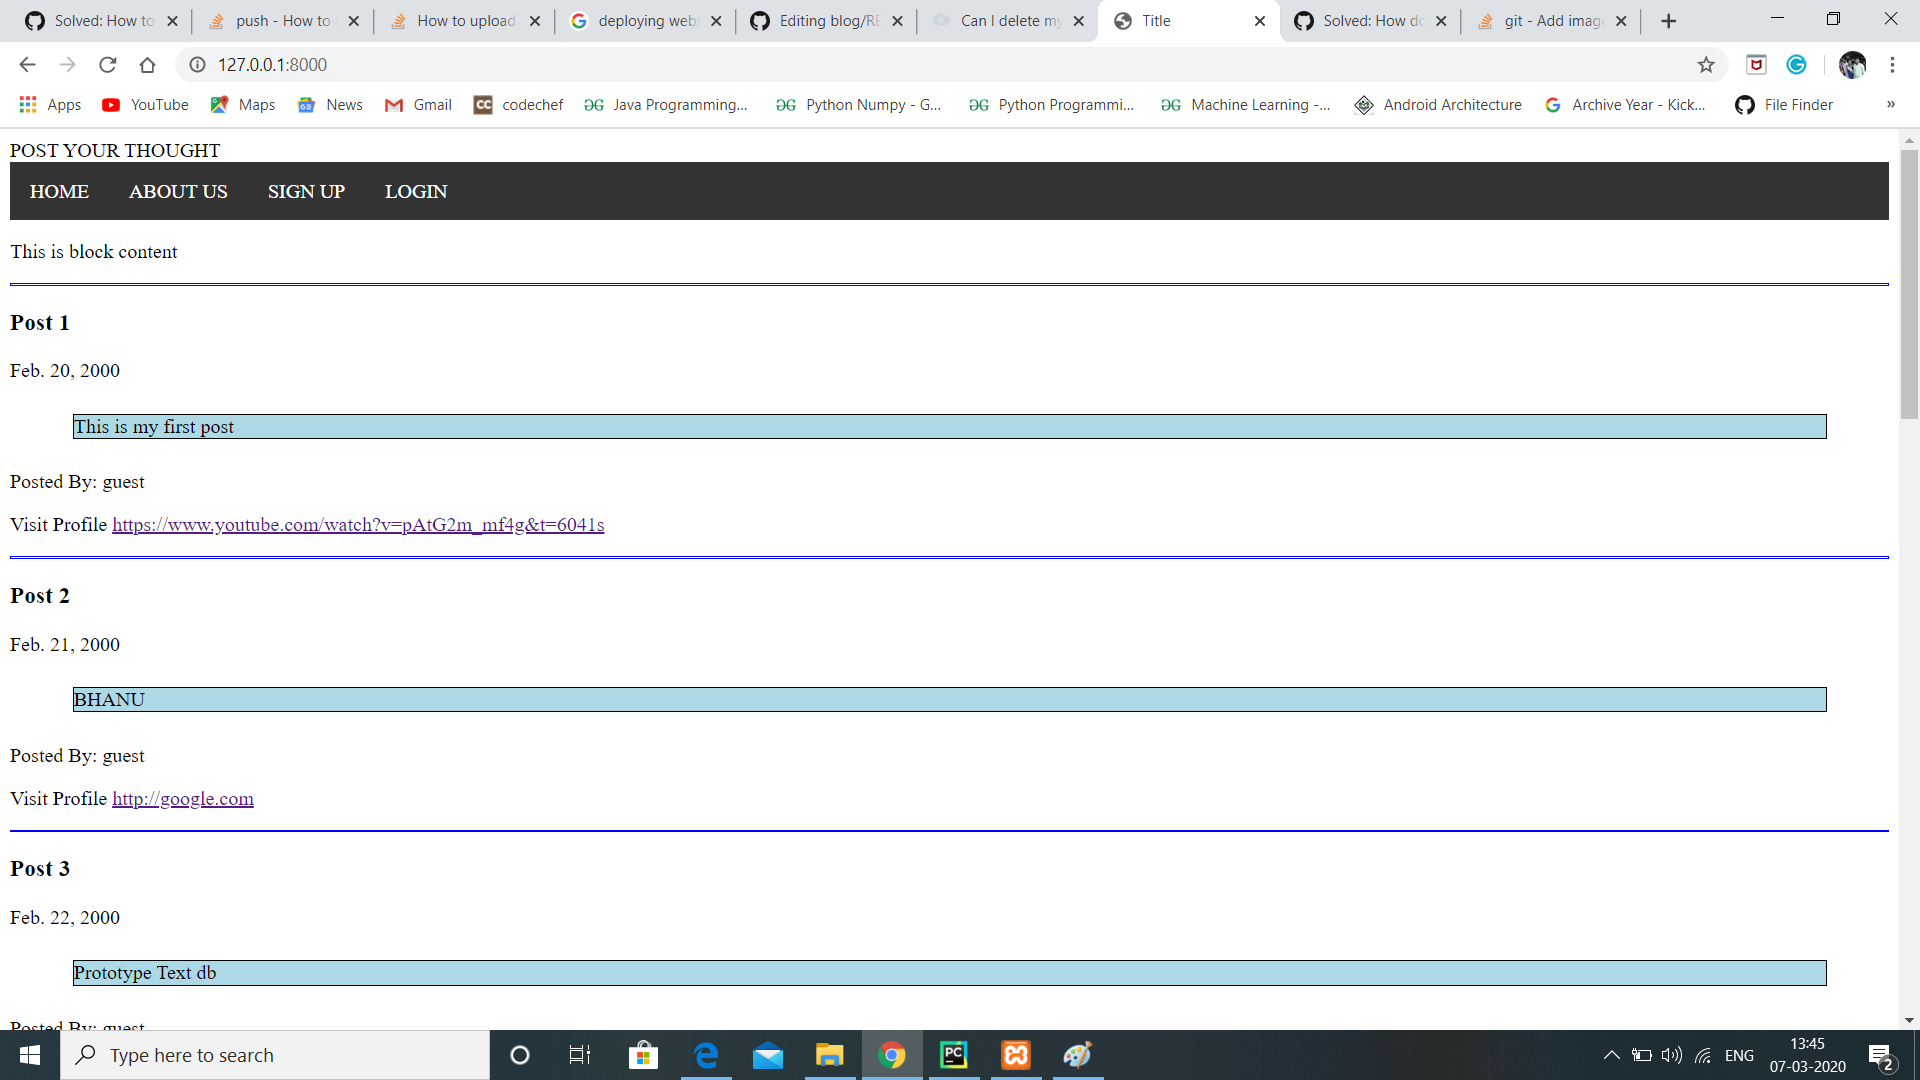 Solved: How to
push - How to
How to upload
deploying webs
Editing blog/RE
Can I delete my
Title
Solved: How do
git - Add image
127.0.0.1:8000
Apps
YouTube
Maps
News
Gmail
codechef
Java Programming...
Python Numpy - G...
Python Programmi...
Machine Learning -...
Android Architecture
Archive Year - Kick...
File Finder
»
POST YOUR THOUGHT
HOME
ABOUT US
SIGN UP
LOGIN
This is block content
Post 1
Feb. 20, 2000
This is my first post
Posted By: guest
Visit Profile https://www.youtube.com/watch?v=pAtG2m_mf4g&t=6041s
Post 2
Feb. 21, 2000
BHANU
Posted By: guest
Visit Profile http://google.com
Post 3
Feb. 22, 2000
Prototype Text db
Posted By: guest
Type here to search
ENG
13:45
07-03-2020
2